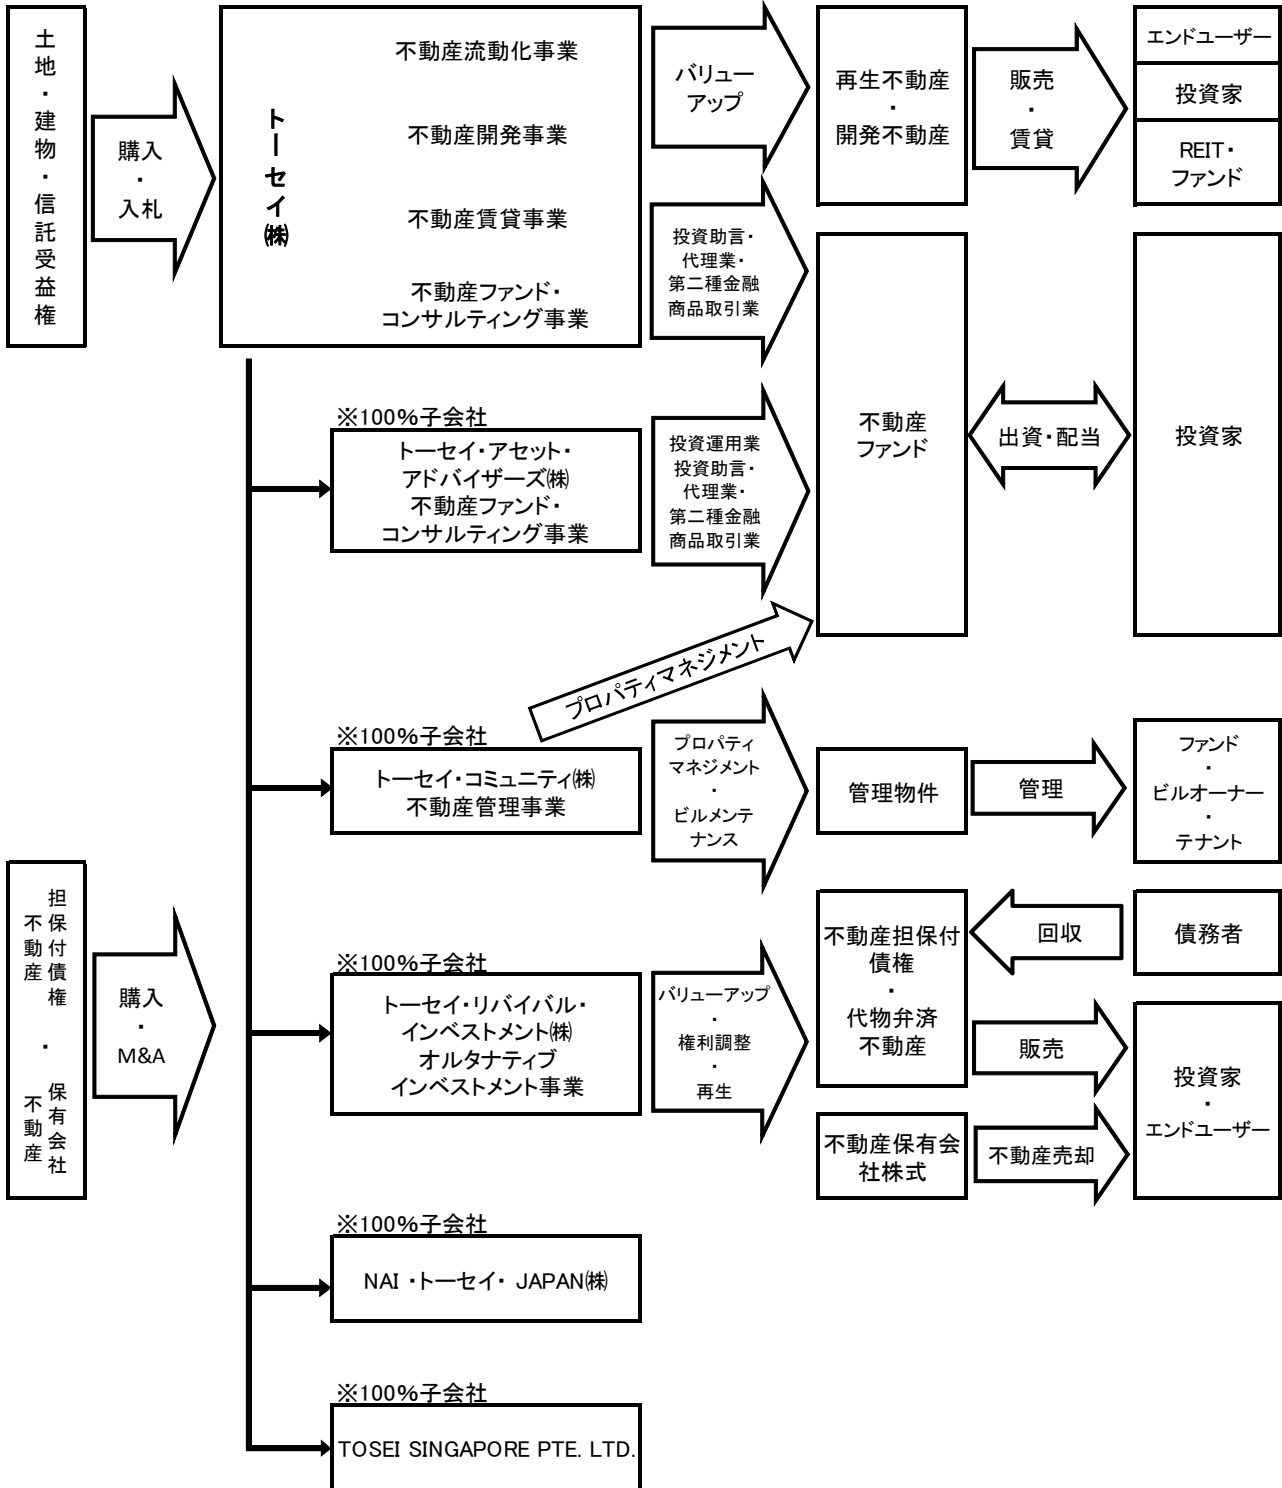 土地・建物・信託受益権
購入
・
入札
トーセイ㈱
不動産流動化事業
不動産開発事業
不動産賃貸事業
不動産ファンド・
コンサルティング事業
バリュー
アップ
再生不動産
・
開発不動産
販売
・
賃貸
エンドユーザー
投資家
REIT・
ファンド
投資助言・
代理業・
第二種金融
商品取引業
※100%子会社
トーセイ・アセット・
アドバイザーズ㈱
不動産ファンド・
コンサルティング事業
投資運用業
投資助言・
代理業・
第二種金融
商品取引業
不動産
ファンド
出資・配当
投資家
プロパティマネジメント
※100%子会社
トーセイ・コミュニティ㈱
不動産管理事業
プロパティ
マネジメント
・
ビルメンテ
ナンス
管理物件
管理
ファンド
・
ビルオーナー
・
テナント
担保付債権
不動産
・
保有会社
不動産
購入
・
M&A
※100%子会社
トーセイ・リバイバル・
インベストメント㈱
オルタナティブ
インベストメント事業
バリューアップ
・
権利調整
・
再生
不動産担保付
債権
・
代物弁済
不動産
回収
債務者
販売
投資家
・
エンドユーザー
不動産保有会
社株式
不動産売却
※100%子会社
NAI ・トーセイ・ JAPAN㈱
※100%子会社
TOSEI SINGAPORE PTE. LTD.